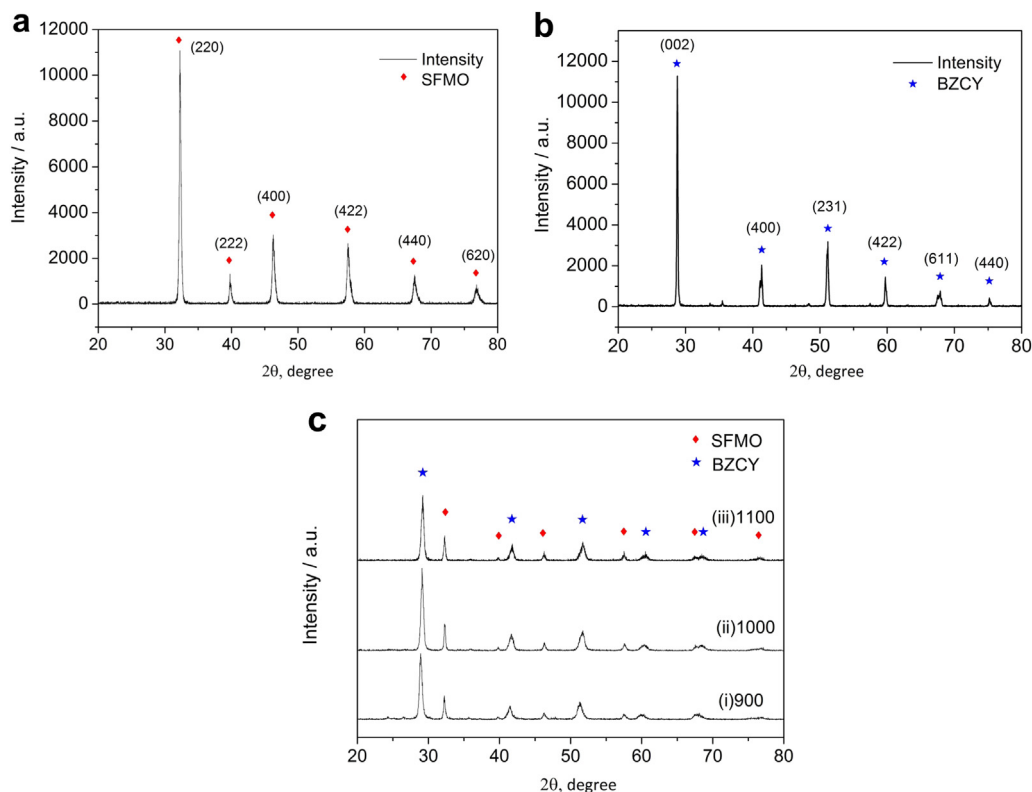 a
12000
10000
8000
6000
4000
2000
0
Intensity / a.u.
(220)
(222)
(400)
(422)
(440)
(620)
Intensity
SFMO
20 30 40 50 60 70 80
2θ, degree
b
12000
10000
8000
6000
4000
2000
0
Intensity / a.u.
(002)
(400)
(231)
(422)
(611)
(440)
Intensity
BZCY
20 30 40 50 60 70 80
2θ, degree
c
Intensity / a.u.
SFMO
BZCY
(iii)1100
(ii)1000
(i)900
20 30 40 50 60 70 80
2θ, degree